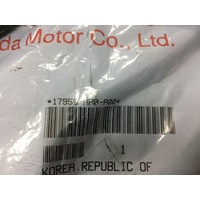 da Motor Co., Ltd.
1
KOREA,REPUBLIC OF